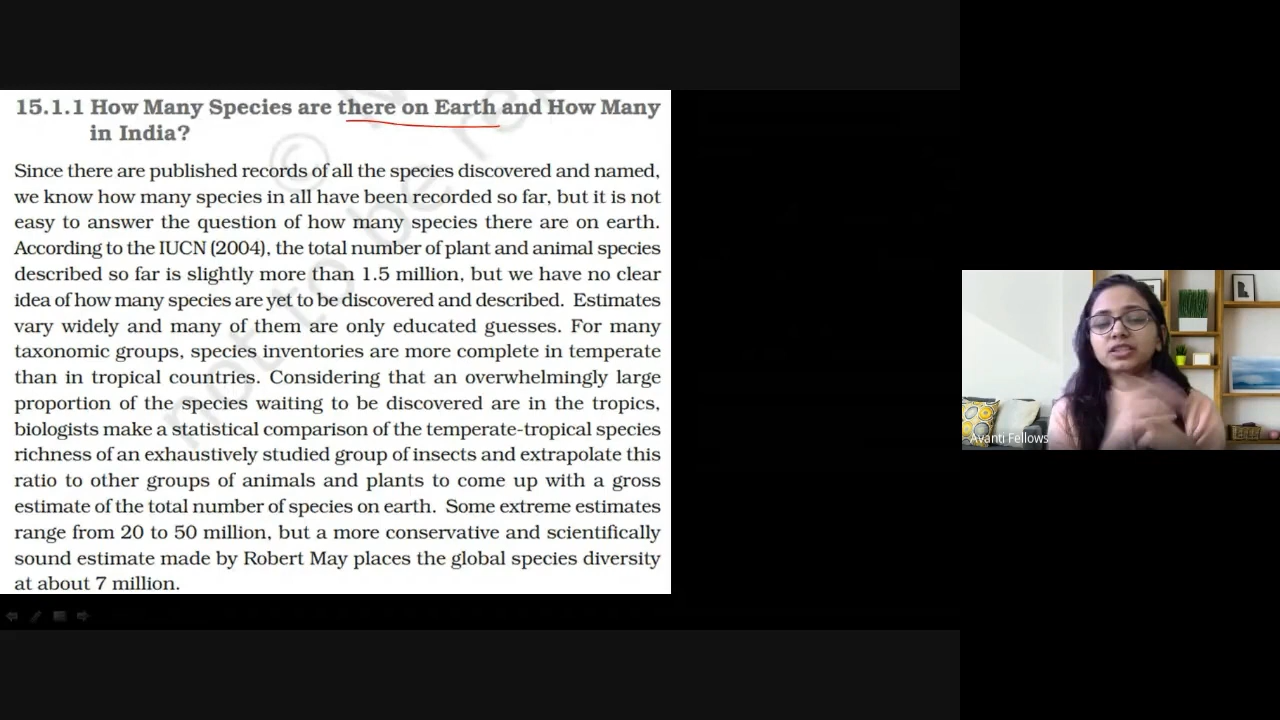 15.1.1 How Many Species are there on Earth and How Many
in India?
Since there are published records of all the species discovered and named,
we know how many species in all have been recorded so far, but it is not
easy to answer the question of how many species there are on earth.
According to the IUCN (2004), the total number of plant and animal species
described so far is slightly more than 1.5 million, but we have no clear
idea of how many species are yet to be discovered and described. Estimates
vary widely and many of them are only educated guesses. For many
taxonomic groups, species inventories are more complete in temperate
than in tropical countries. Considering that an overwhelmingly large
proportion of the species waiting to be discovered are in the tropics,
biologists make a statistical comparison of the temperate-tropical species
richness of an exhaustively studied group of insects and extrapolate this
ratio to other groups of animals and plants to come up with a gross
estimate of the total number of species on earth. Some extreme estimates
range from 20 to 50 million, but a more conservative and scientifically
sound estimate made by Robert May places the global species diversity
at about 7 million.
©
not to be re
Avanti Fellows